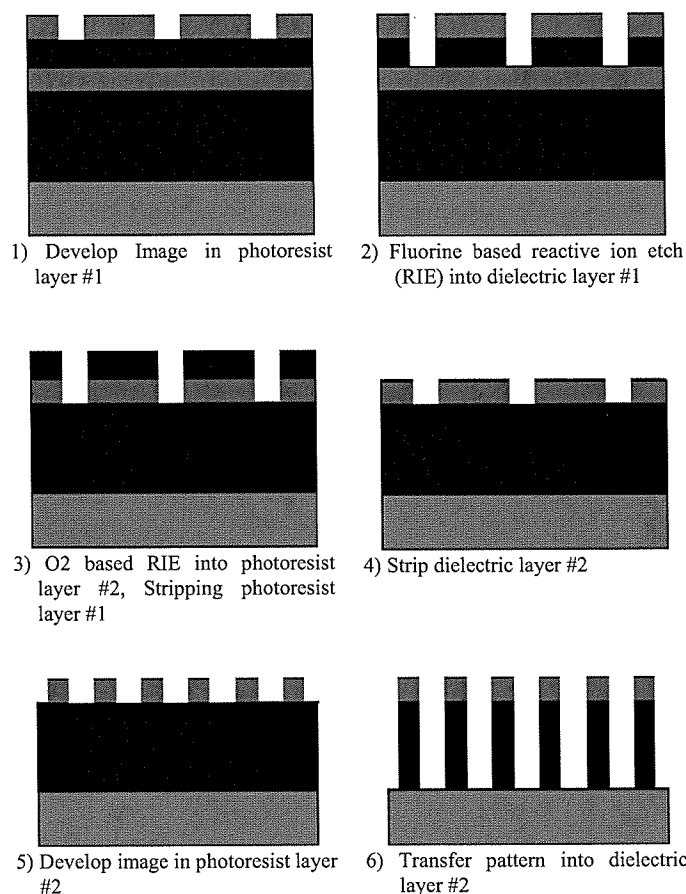 1) Develop Image in photoresist
layer #1
2) Fluorine based reactive ion etch
(RIE) into dielectric layer #1
3) O2 based RIE into photoresist
layer #2, Stripping photoresist
layer #1
4) Strip dielectric layer #2
5) Develop image in photoresist layer
#2
6) Transfer pattern into dielectric
layer #2